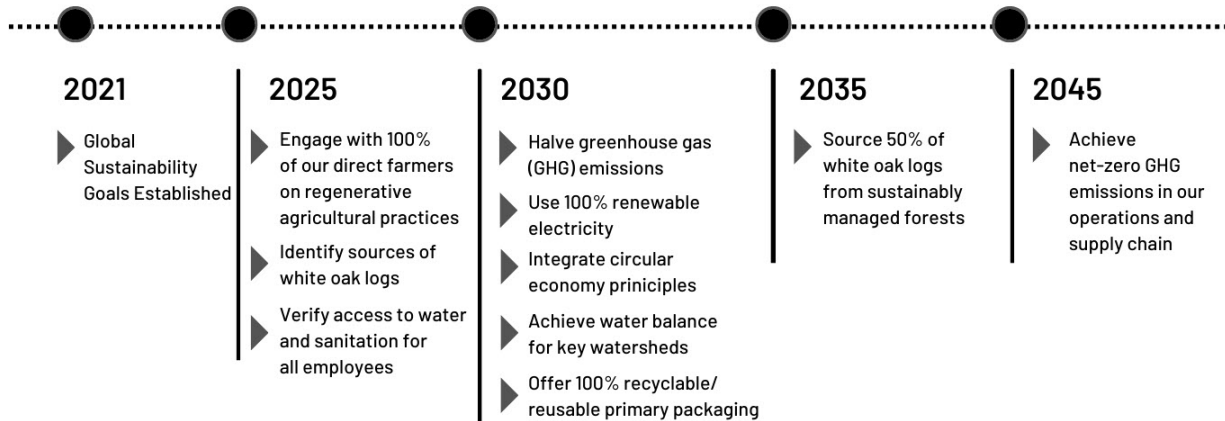 2021
Global
Sustainability
Goals Established
2025
Engage with 100%
of our direct farmers
on regenerative
agricultural practices
Identify sources of
white oak logs
Verify access to water
and sanitation for
all employees
2030
Halve greenhouse gas
(GHG) emissions
Use 100% renewable
electricity
Integrate circular
economy priniciples
Achieve water balance
for key watersheds
Offer 100% recyclable/
reusable primary packaging
2035
Source 50% of
white oak logs
from sustainably
managed forests
2045
Achieve
net-zero GHG
emissions in our
operations and
supply chain